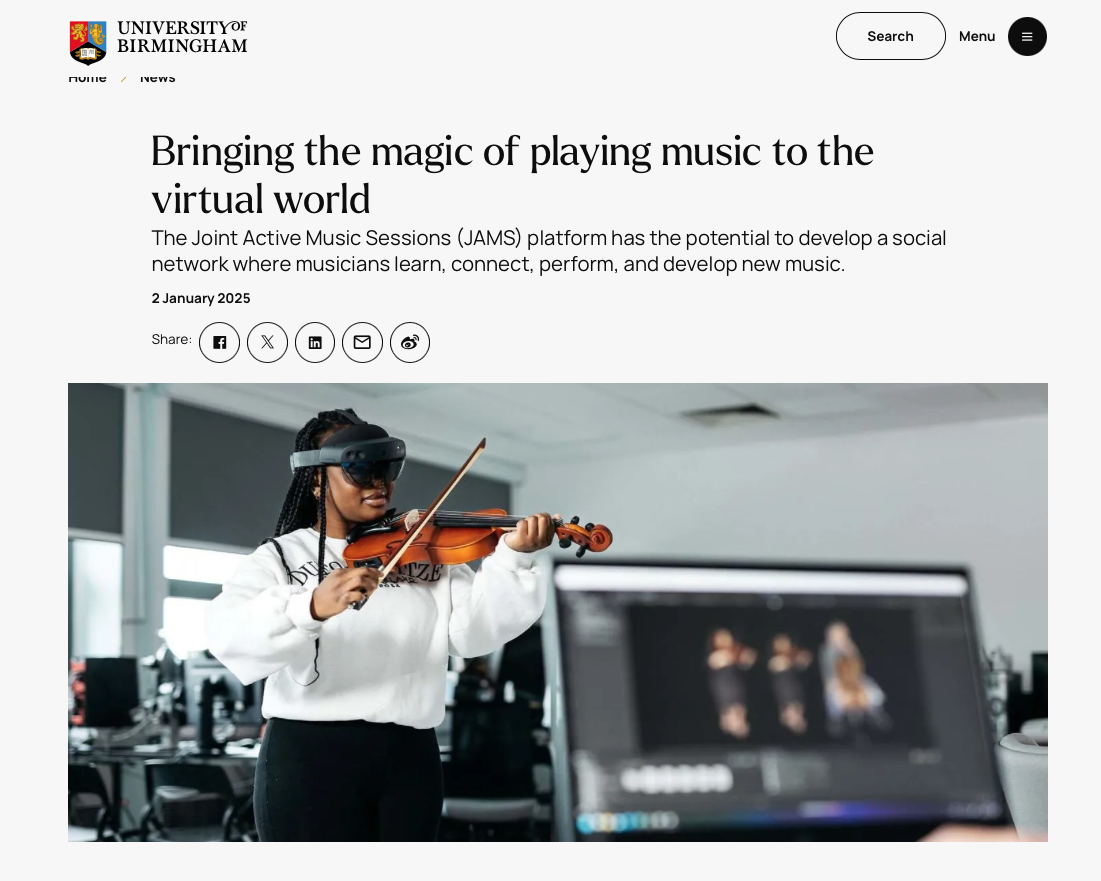 UNIVERSITY OF
BIRMINGHAM
Search
Menu
Home
News
Bringing the magic of playing music to the
virtual world
The Joint Active Music Sessions (JAMS) platform has the potential to develop a social
network where musicians learn, connect, perform, and develop new music.
2 January 2025
Share: